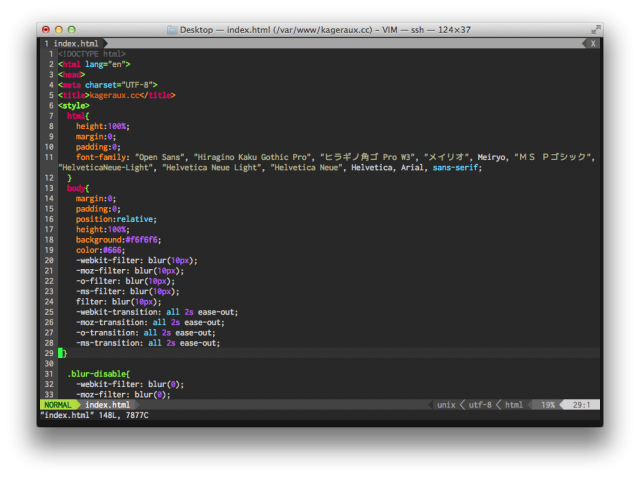 Desktop — index.html (/var/www/kageraux.cc) – VIM — ssh — 124×37
1 index.html X
1 <!DOCTYPE html>
2 <html lang="en">
3 <head>
4 <meta charset="UTF-8">
5 <title>kageraux.cc</title>
6 <style>
7 html{
8 height:100%;
9 margin:0;
10 padding:0;
11 font-family: "Open Sans", "Hiragino Kaku Gothic Pro", "ヒラギノ角ゴ Pro W3", "メイリオ", Meiryo, "ＭＳ Ｐゴシック",
"HelveticaNeue-Light", "Helvetica Neue Light", "Helvetica Neue", Helvetica, Arial, sans-serif;
12 }
13 body{
14 margin:0;
15 padding:0;
16 position:relative;
17 height:100%;
18 background:#f6f6f6;
19 color:#666;
20 -webkit-filter: blur(10px);
21 -moz-filter: blur(10px);
22 -o-filter: blur(10px);
23 -ms-filter: blur(10px);
24 filter: blur(10px);
25 -webkit-transition: all 2s ease-out;
26 -moz-transition: all 2s ease-out;
27 -o-transition: all 2s ease-out;
28 -ms-transition: all 2s ease-out;
29 }
30
31 .blur-disable{
32 -webkit-filter: blur(0);
33 -moz-filter: blur(0);
NORMAL index.html unix < utf-8 < html 19% 29:1
"index.html" 148L, 7877C